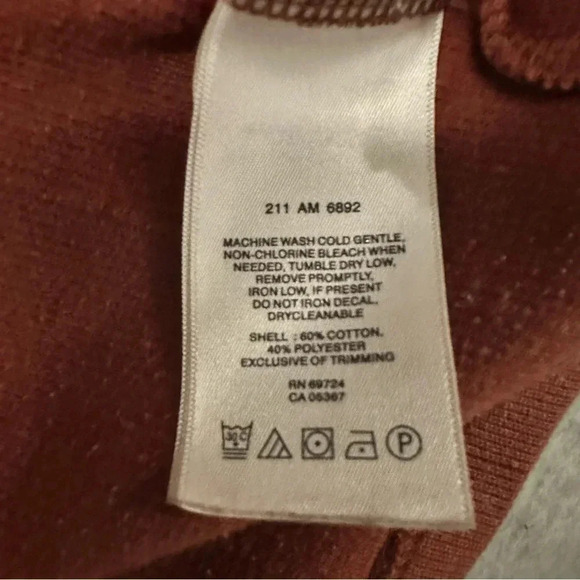 211 AM 6892
MACHINE WASH COLD GENTLE,
NON-CHLORINE BLEACH WHEN
NEEDED, TUMBLE DRY LOW,
REMOVE PROMPTLY,
IRON LOW, IF PRESENT
DO NOT IRON DECAL,
DRYCLEANABLE
SHELL : 60% COTTON,
40% POLYESTER
EXCLUSIVE OF TRIMMING
RN 69724
CA 05367
30 C
P